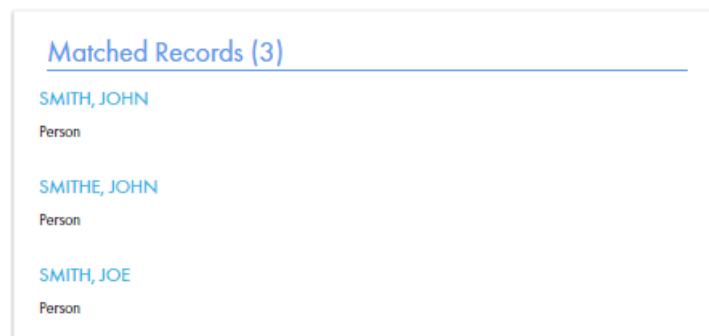 Matched Records (3)
SMITH, JOHN
Person
SMITHE, JOHN
Person
SMITH, JOE
Person